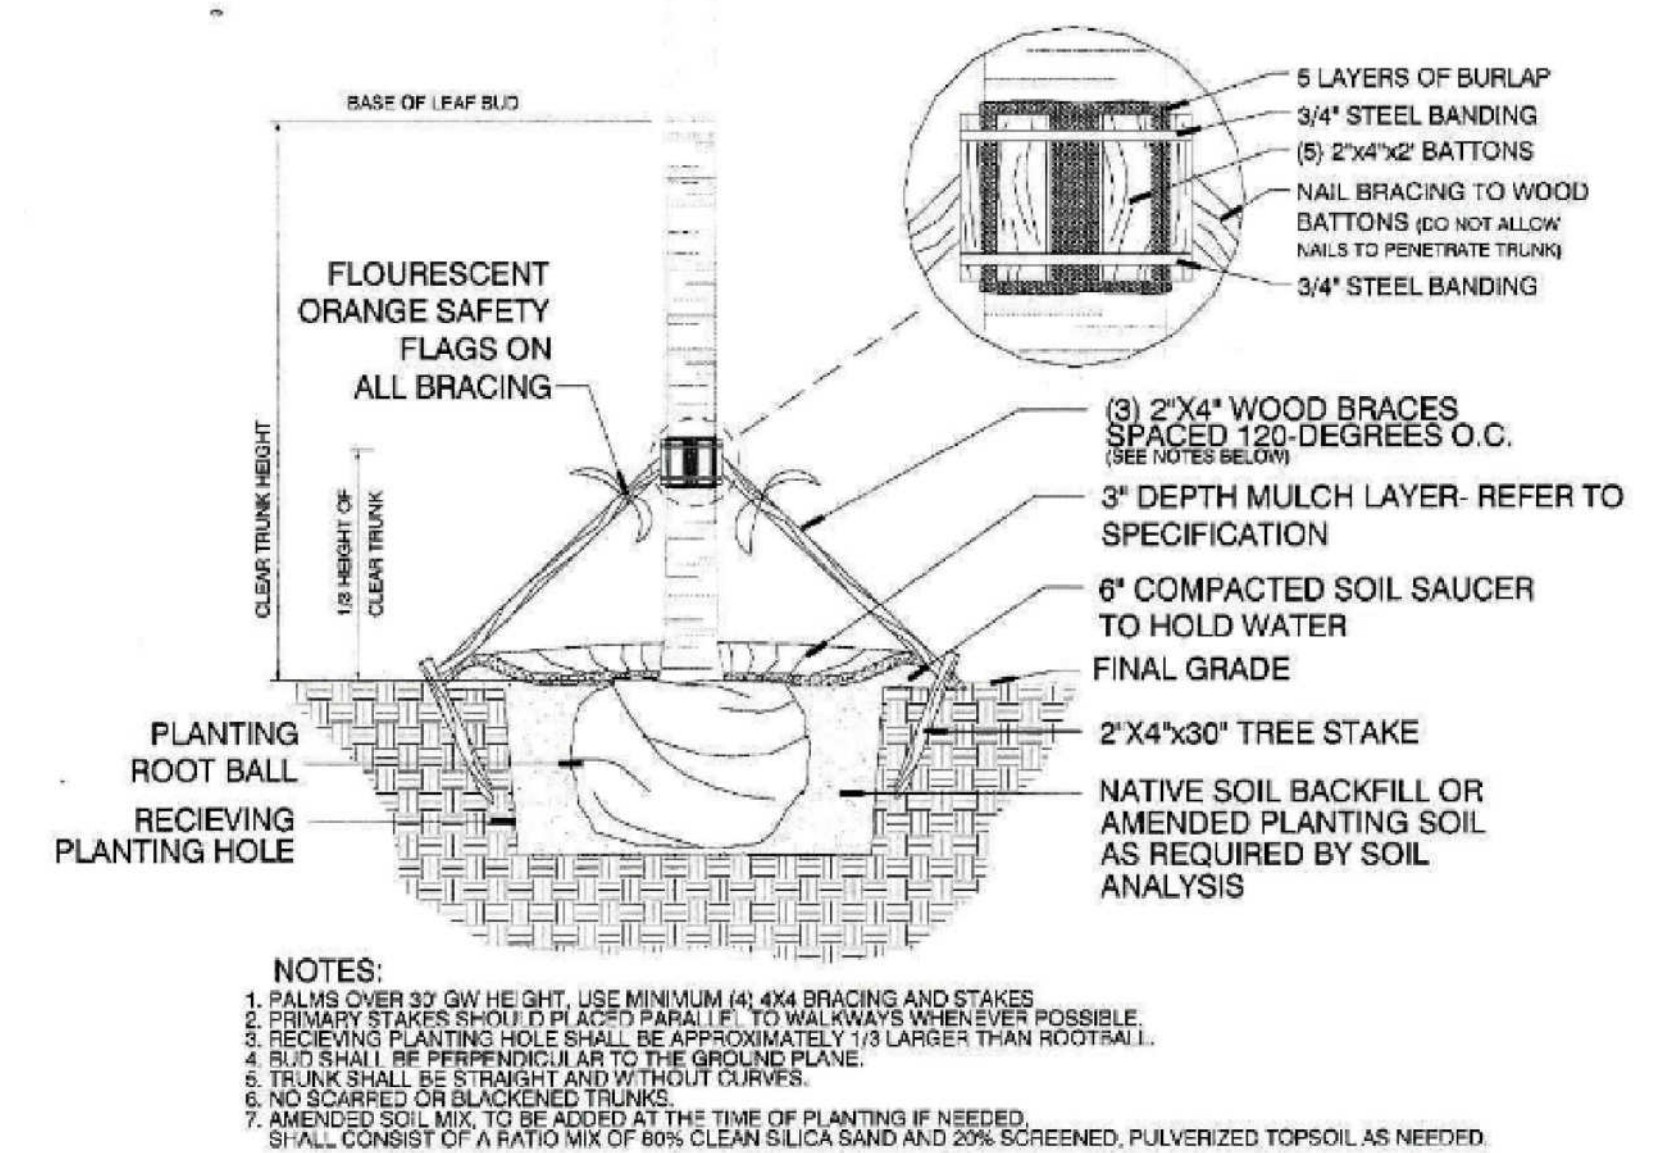 BASE OF LEAF BUD
5 LAYERS OF BURLAP
3/4" STEEL BANDING
(5) 2"x4"x2' BATTONS
NAIL BRACING TO WOOD
BATTONS (DO NOT ALLOW
NAILS TO PENETRATE TRUNK)
3/4" STEEL BANDING
FLOURESCENT
ORANGE SAFETY
FLAGS ON
ALL BRACING
CLEAR TRUNK HEIGHT
1/3 HEIGHT OF
CLEAR TRUNK
(3) 2"X4" WOOD BRACES
SPACED 120-DEGREES O.C.
(SEE NOTES BELOW)
3" DEPTH MULCH LAYER- REFER TO
SPECIFICATION
6" COMPACTED SOIL SAUCER
TO HOLD WATER
FINAL GRADE
2"X4"x30" TREE STAKE
PLANTING
ROOT BALL
RECIEVING
PLANTING HOLE
NATIVE SOIL BACKFILL OR
AMENDED PLANTING SOIL
AS REQUIRED BY SOIL
ANALYSIS
NOTES:
1. PALMS OVER 30' GW HEIGHT, USE MINIMUM (4) 4X4 BRACING AND STAKES
2. PRIMARY STAKES SHOULD PLACED PARALLEL TO WALKWAYS WHENEVER POSSIBLE.
3. RECIEVING PLANTING HOLE SHALL BE APPROXIMATELY 1/3 LARGER THAN ROOTBALL.
4. BUD SHALL BE PERPENDICULAR TO THE GROUND PLANE.
5. TRUNK SHALL BE STRAIGHT AND WITHOUT CURVES.
6. NO SCARRED OR BLACKENED TRUNKS.
7. AMENDED SOIL MIX, TO BE ADDED AT THE TIME OF PLANTING IF NEEDED,
SHALL CONSIST OF A RATIO MIX OF 80% CLEAN SILICA SAND AND 20% SCREENED, PULVERIZED TOPSOIL AS NEEDED.